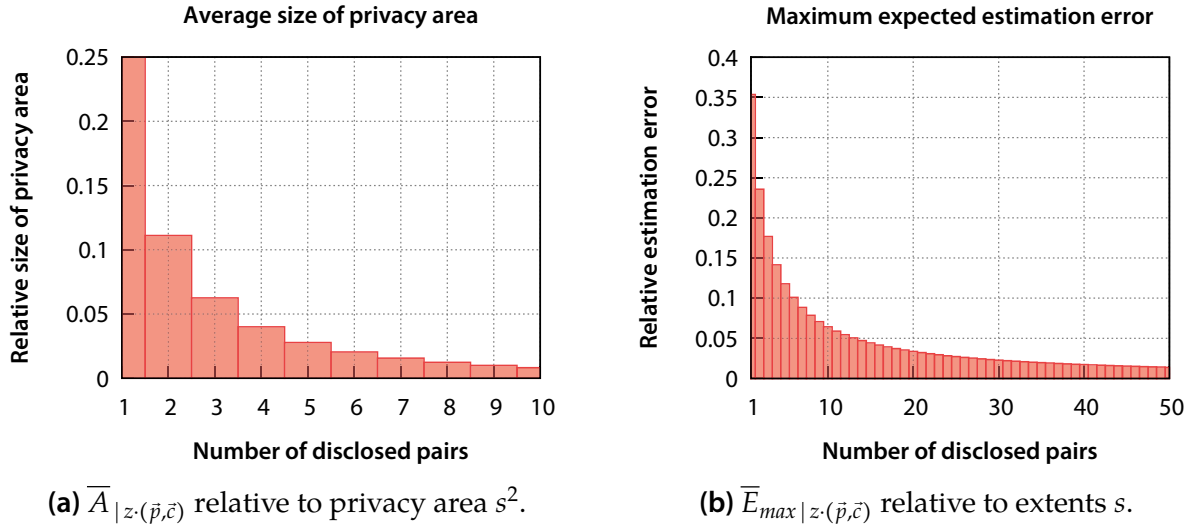 Average size of privacy area
Relative size of privacy area
0.25
0.2
0.15
0.1
0.05
0
1 2 3 4 5 6 7 8 9 10
Number of disclosed pairs
(a) A̅ | z·(p⃗,c⃗) relative to privacy area s².
Maximum expected estimation error
Relative estimation error
0.4
0.35
0.3
0.25
0.2
0.15
0.1
0.05
0
1 10 20 30 40 50
Number of disclosed pairs
(b) E̅max | z·(p⃗,c⃗) relative to extents s.